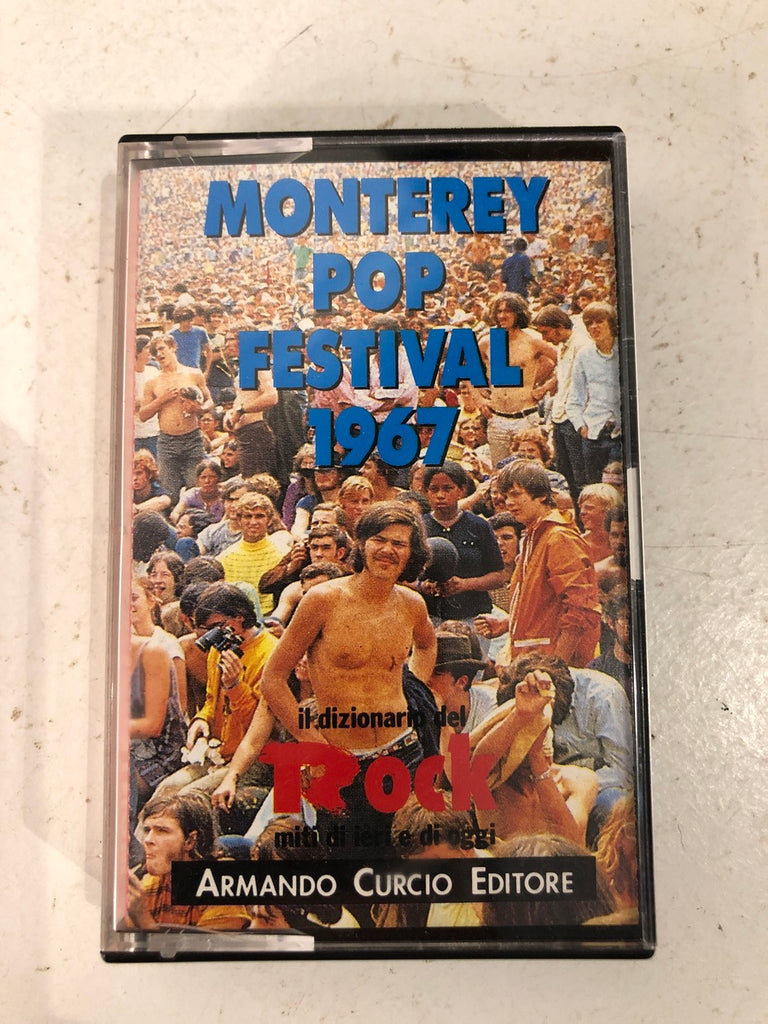 MONTEREY
POP
FESTIVAL
1967
il dizionario del
Rock
miti di ieri e di oggi
ARMANDO CURCIO EDITORE